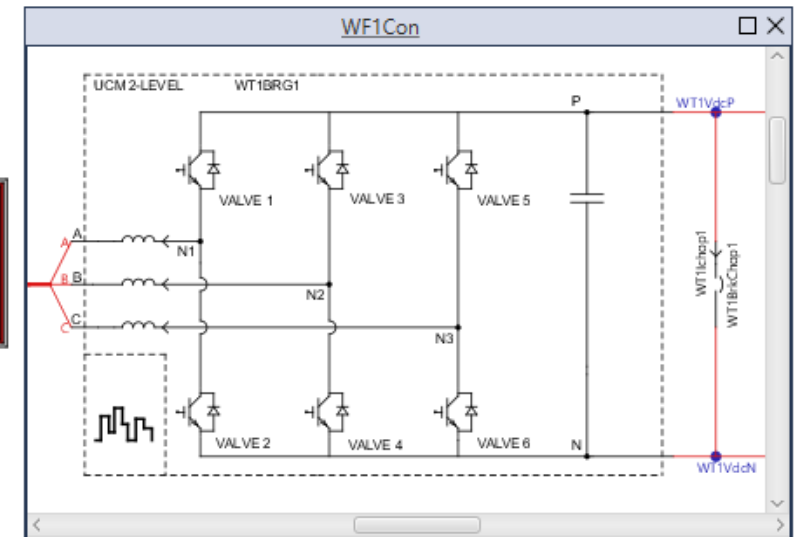 WF1Con
UCM 2-LEVEL WT1BRG1
P
WT1VdcP
VALVE 1
VALVE 3
VALVE 5
A A
N1
B B
N2
C C
N3
WT1Ichop1
WT1BrkChop1
VALVE 2
VALVE 4
VALVE 6
N
WT1VdcN